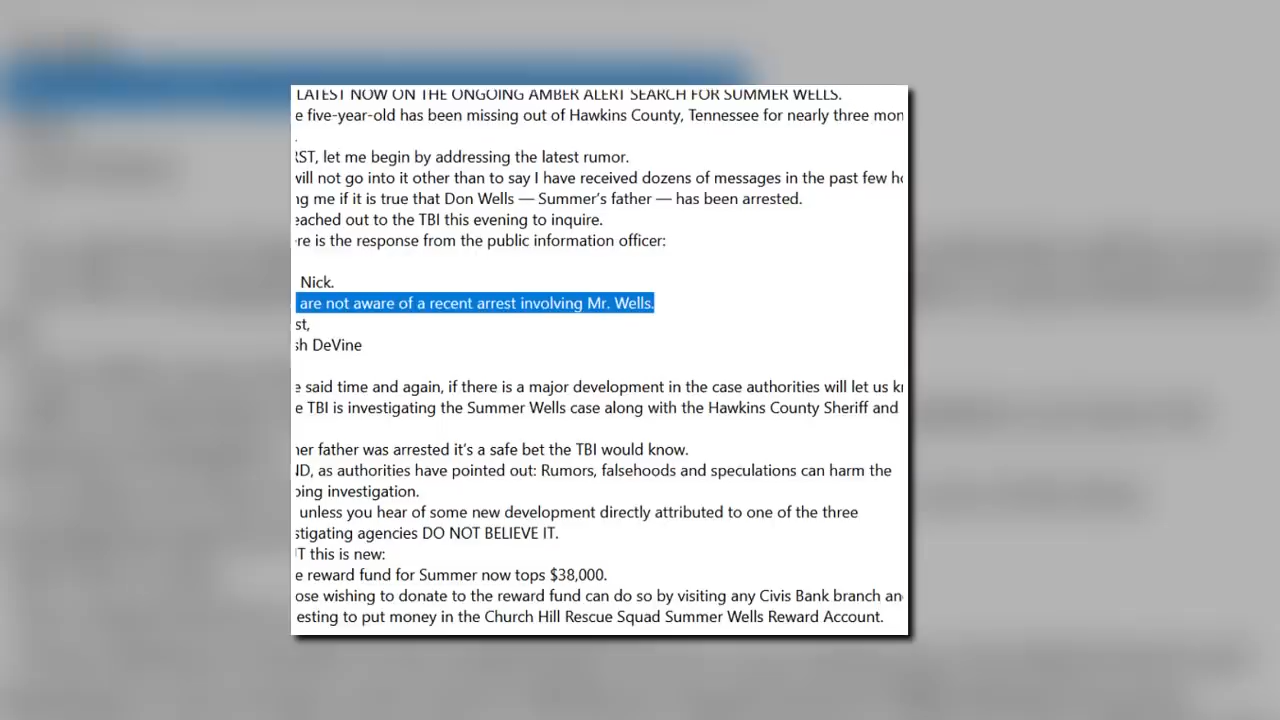 LATEST NOW ON THE ONGOING AMBER ALERT SEARCH FOR SUMMER WELLS.
e five-year-old has been missing out of Hawkins County, Tennessee for nearly three mon
.
RST, let me begin by addressing the latest rumor.
will not go into it other than to say I have received dozens of messages in the past few ho
ng me if it is true that Don Wells — Summer's father — has been arrested.
eached out to the TBI this evening to inquire.
re is the response from the public information officer:
Nick.
are not aware of a recent arrest involving Mr. Wells.
st,
sh DeVine
e said time and again, if there is a major development in the case authorities will let us k
e TBI is investigating the Summer Wells case along with the Hawkins County Sheriff and
her father was arrested it's a safe bet the TBI would know.
ND, as authorities have pointed out: Rumors, falsehoods and speculations can harm the
oing investigation.
unless you hear of some new development directly attributed to one of the three
stigating agencies DO NOT BELIEVE IT.
T this is new:
e reward fund for Summer now tops $38,000.
ose wishing to donate to the reward fund can do so by visiting any Civis Bank branch an
esting to put money in the Church Hill Rescue Squad Summer Wells Reward Account.